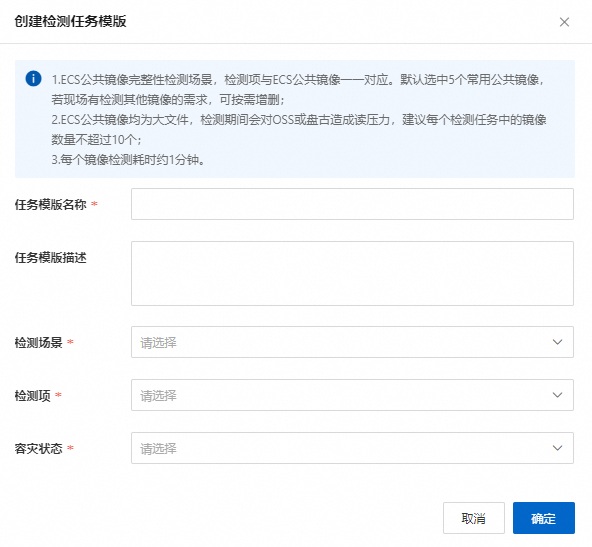 创建检测任务模版
1.ECS公共镜像完整性检测场景，检测项与ECS公共镜像一一对应。默认选中5个常用公共镜像，
若现场有检测其他镜像的需求，可按需增删；
2.ECS公共镜像均为大文件，检测期间会对OSS或盘古造成读压力，建议每个检测任务中的镜像
数量不超过10个；
3.每个镜像检测耗时约1分钟。
任务模版名称 *
任务模版描述
检测场景 * 请选择
检测项 * 请选择
容灾状态 * 请选择
取消 确定